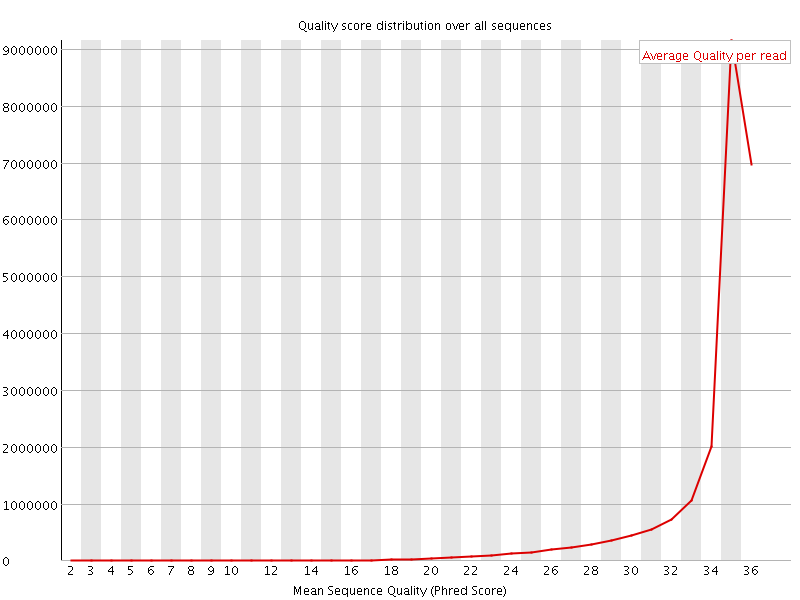 Quality score distribution over all sequences
Average Quality per read
9000000
8000000
7000000
6000000
5000000
4000000
3000000
2000000
1000000
0
2 3 4 5 6 7 8 9 10 12 14 16 18 20 22 24 26 28 30 32 34 36
Mean Sequence Quality (Phred Score)